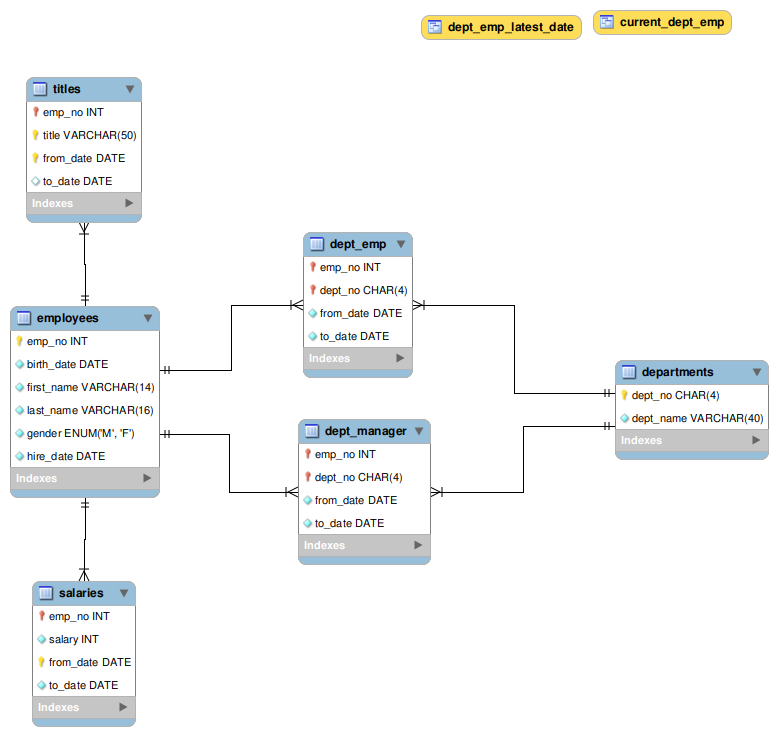 dept_emp_latest_date
current_dept_emp
titles
emp_no INT
title VARCHAR(50)
from_date DATE
to_date DATE
Indexes
dept_emp
emp_no INT
dept_no CHAR(4)
from_date DATE
to_date DATE
Indexes
employees
emp_no INT
birth_date DATE
first_name VARCHAR(14)
last_name VARCHAR(16)
gender ENUM('M', 'F')
hire_date DATE
Indexes
departments
dept_no CHAR(4)
dept_name VARCHAR(40)
Indexes
dept_manager
emp_no INT
dept_no CHAR(4)
from_date DATE
to_date DATE
Indexes
salaries
emp_no INT
salary INT
from_date DATE
to_date DATE
Indexes